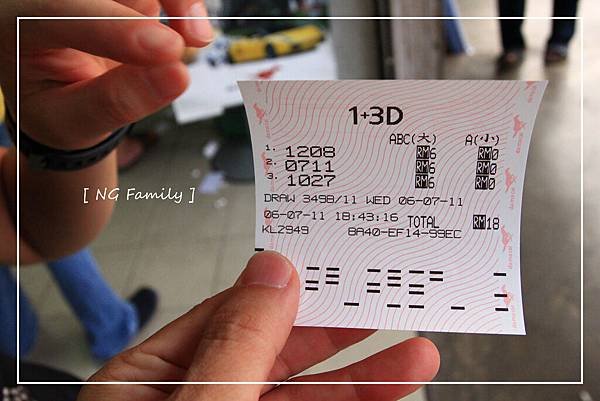 1+3D
ABC(大) A(小)
1. 1208 RM6 RM0
2. 0711 RM6 RM0
3. 1027 RM6 RM0
DRAW 3498/11 WED 06-07-11
06-07-11 18:43:16 TOTAL RM18
KL2949 8A40-EF14-59EC
[ NG Family ]